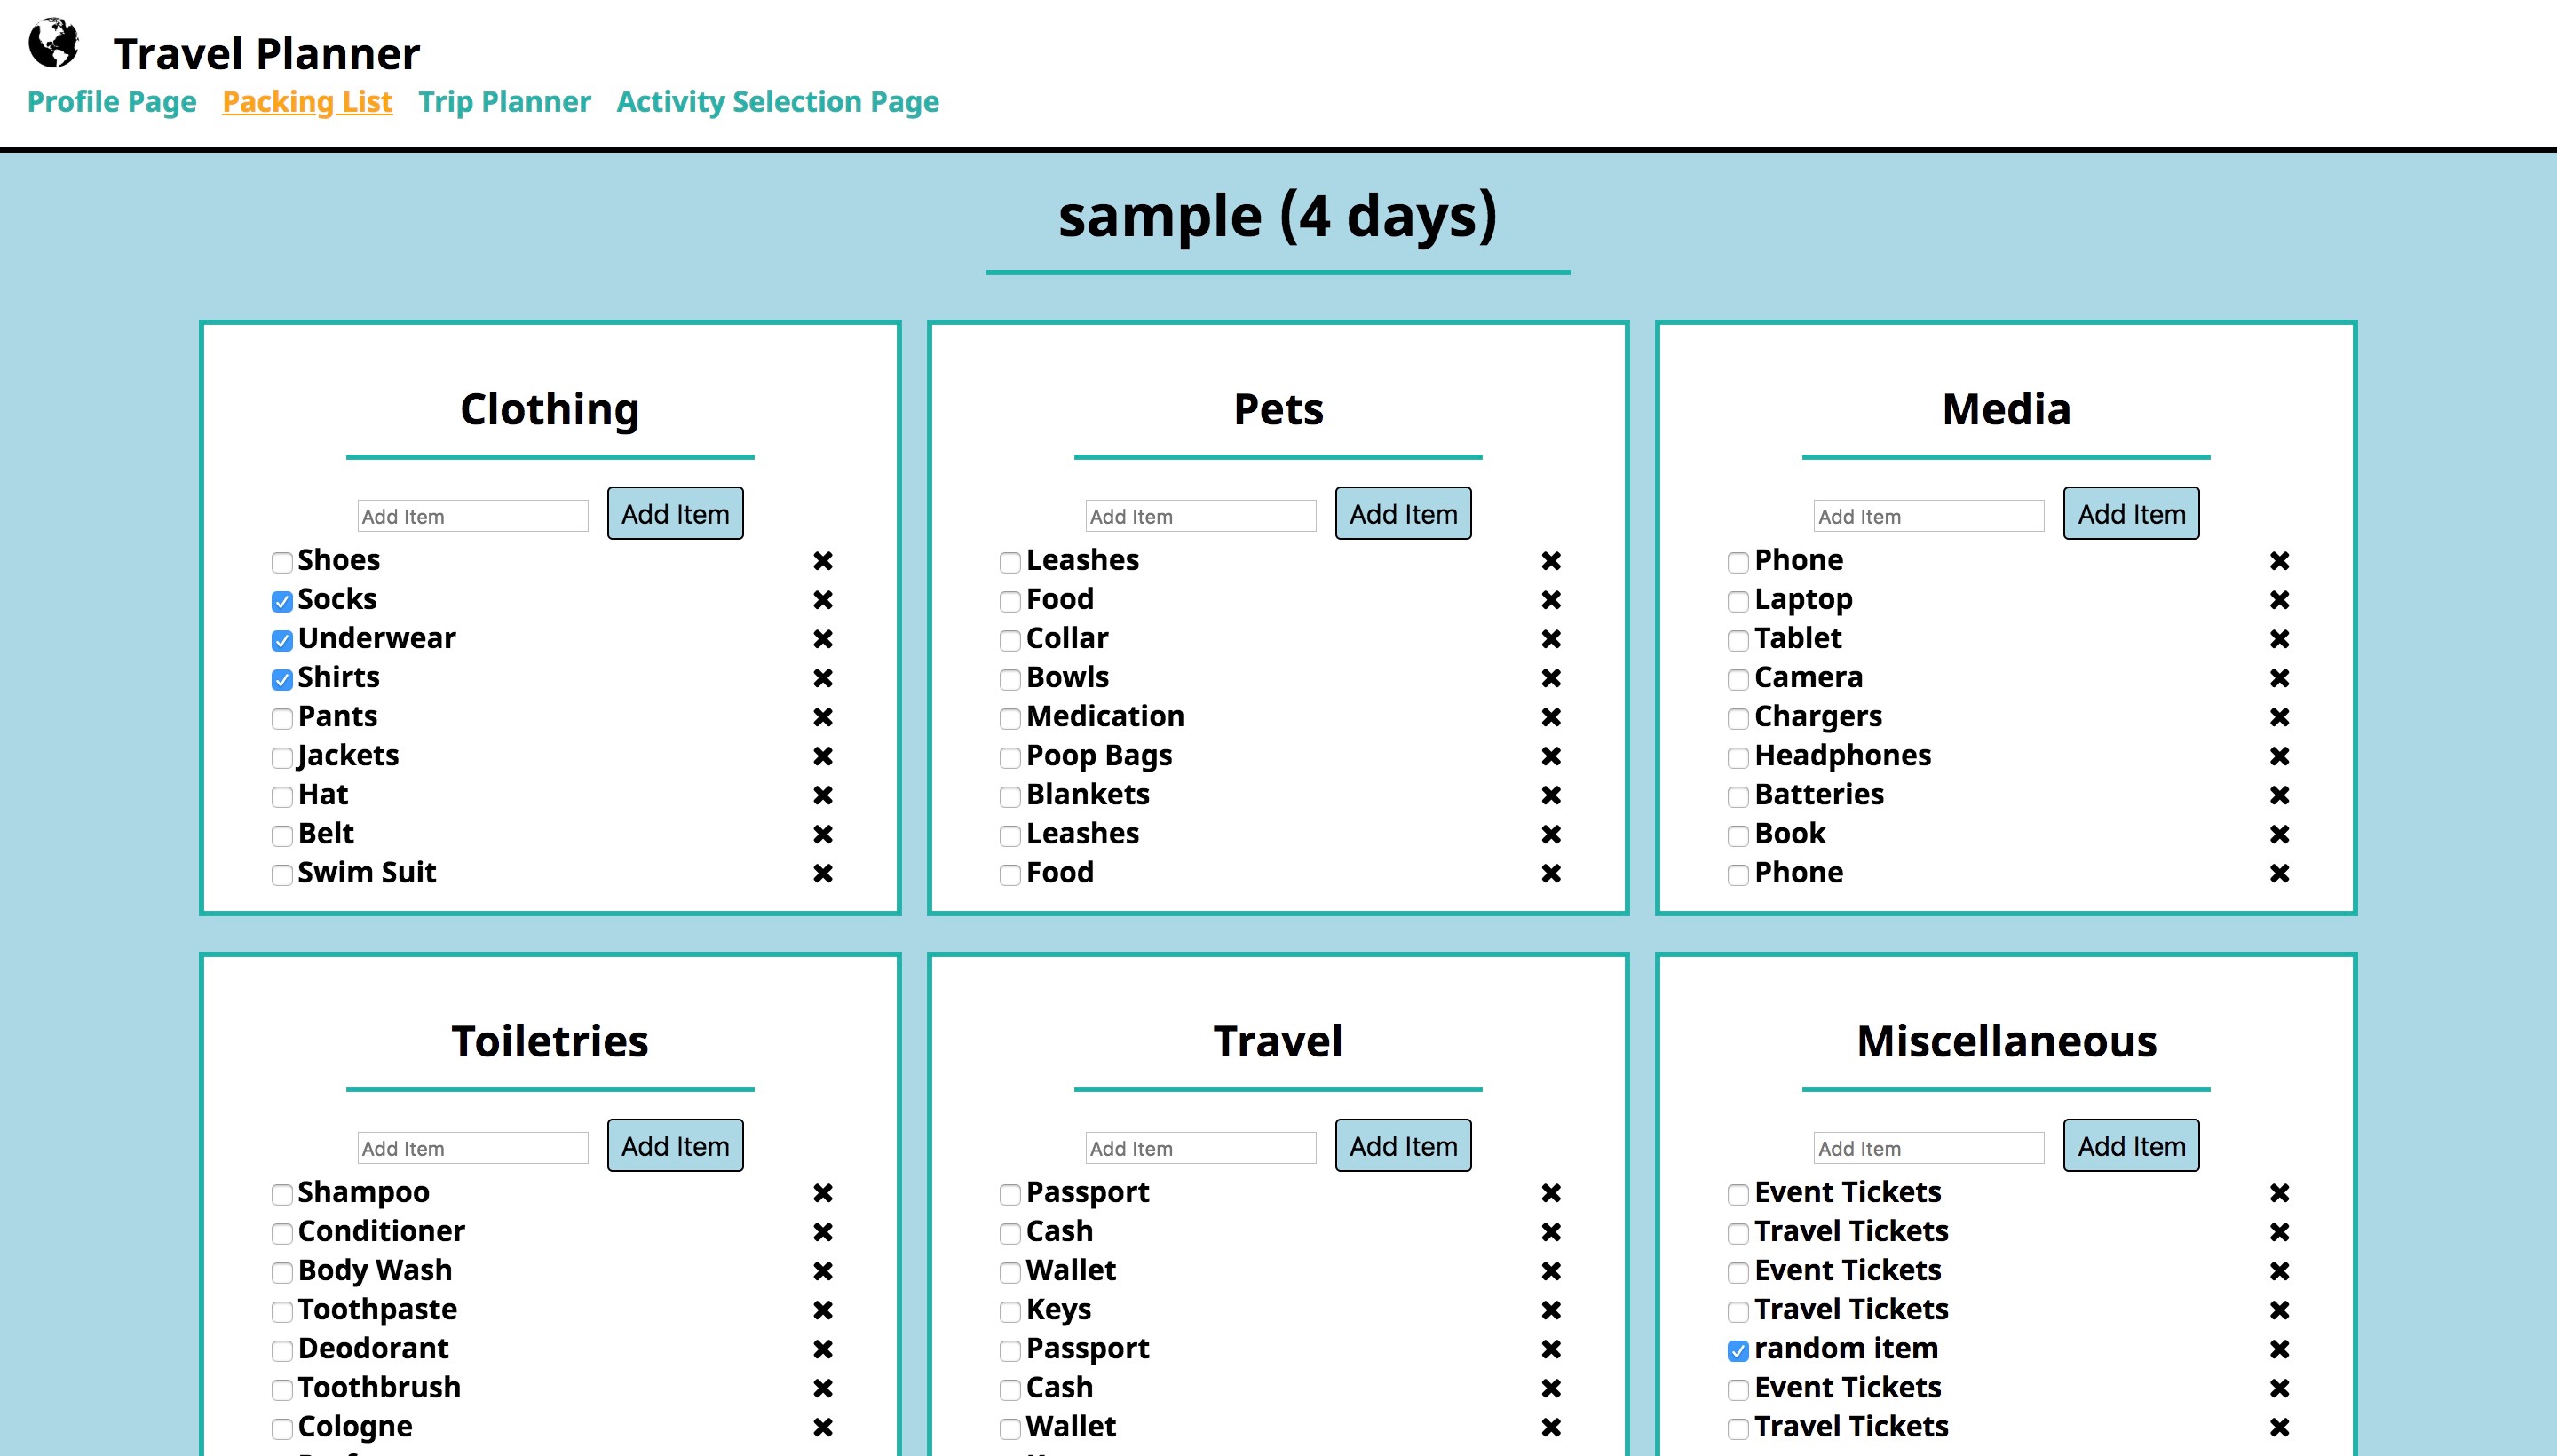 Travel Planner
Profile Page Packing List Trip Planner Activity Selection Page
sample (4 days)
Clothing
Add Item Add Item
Shoes
Socks
Underwear
Shirts
Pants
Jackets
Hat
Belt
Swim Suit
Pets
Add Item Add Item
Leashes
Food
Collar
Bowls
Medication
Poop Bags
Blankets
Leashes
Food
Media
Add Item Add Item
Phone
Laptop
Tablet
Camera
Chargers
Headphones
Batteries
Book
Phone
Toiletries
Add Item Add Item
Shampoo
Conditioner
Body Wash
Toothpaste
Deodorant
Toothbrush
Cologne
Travel
Add Item Add Item
Passport
Cash
Wallet
Keys
Passport
Cash
Wallet
Miscellaneous
Add Item Add Item
Event Tickets
Travel Tickets
Event Tickets
Travel Tickets
random item
Event Tickets
Travel Tickets